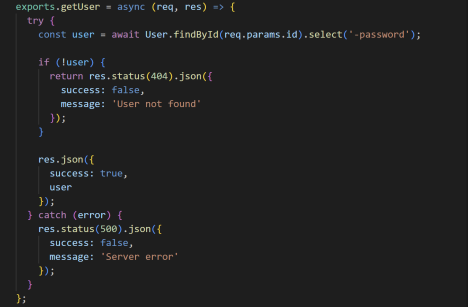 exports.getUser = async (req, res) => {
  try {
    const user = await User.findById(req.params.id).select('-password');

    if (!user) {
      return res.status(404).json({
        success: false,
        message: 'User not found'
      });
    }

    res.json({
      success: true,
      user
    });
  } catch (error) {
    res.status(500).json({
      success: false,
      message: 'Server error'
    });
  }
};